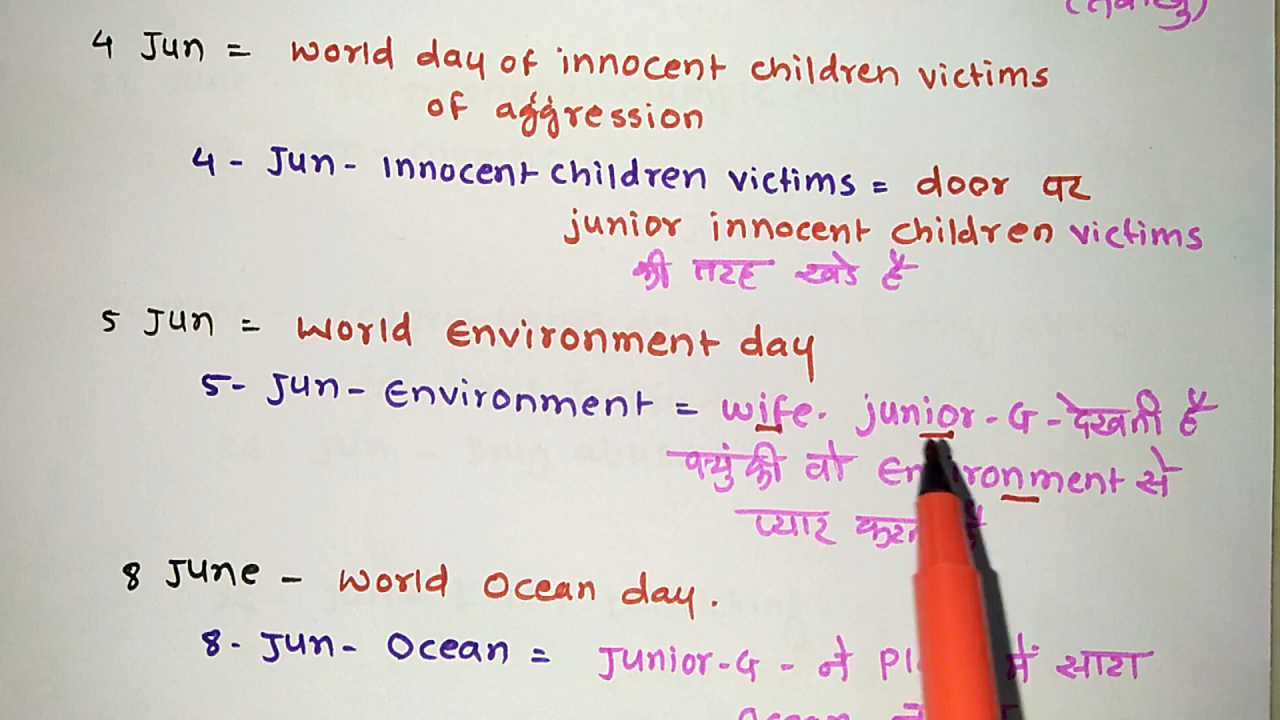 4 Jun = World day of innocent children victims
of aggression
4 - Jun - Innocent children victims = door पर
junior innocent children victims
की तरह खडे है
5 Jun = World Environment day
5 - Jun - Environment = wife. junior - G - देखती है
क्युं की वो Environment से
प्यार
8 June - World Ocean day.
8 - Jun - Ocean = Junior-G - ने में सारा